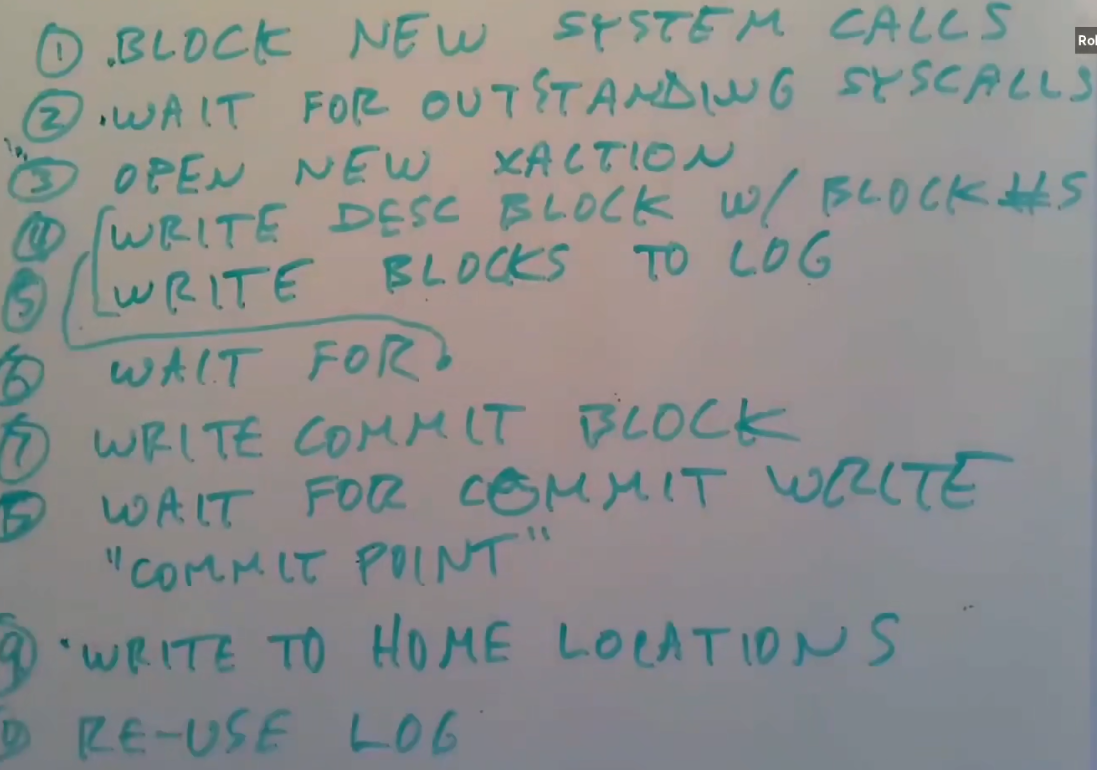 ① .BLOCK NEW SYSTEM CALLS
Rol
② .WAIT FOR OUTSTANDING SYSCALLS
③ OPEN NEW XACTION
④ WRITE DESC BLOCK W/ BLOCK #S
⑤ WRITE BLOCKS TO LOG
⑥ WAIT FOR
⑦ WRITE COMMIT BLOCK
⑧ WAIT FOR COMMIT WRITE
"COMMIT POINT"
⑨ ·WRITE TO HOME LOCATIONS
RE-USE LOG